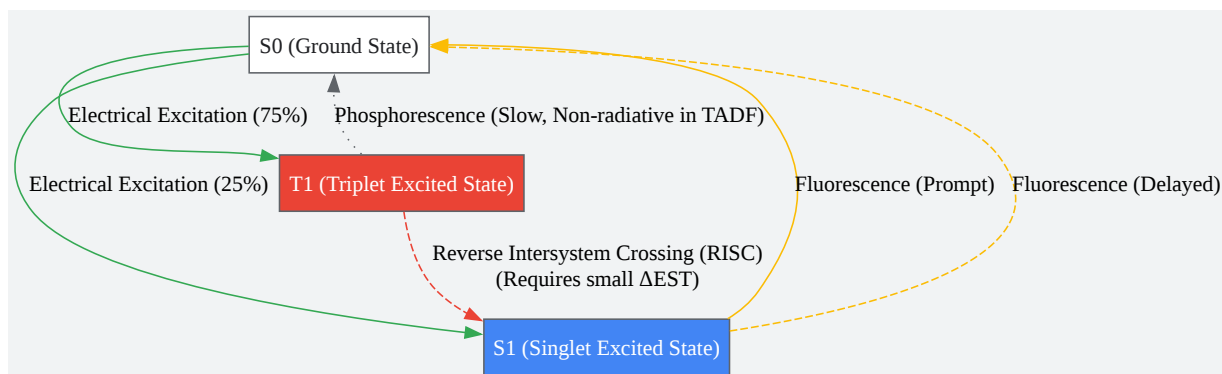 S0 (Ground State)
Electrical Excitation (75%)
Phosphorescence (Slow, Non-radiative in TADF)
T1 (Triplet Excited State)
Electrical Excitation (25%)
Fluorescence (Prompt)
Fluorescence (Delayed)
Reverse Intersystem Crossing (RISC)
(Requires small ΔEST)
S1 (Singlet Excited State)